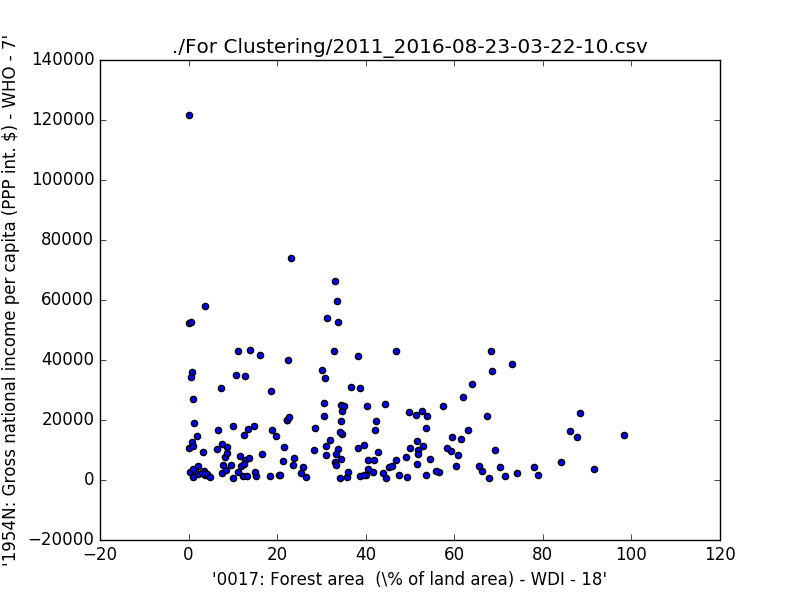 ./For Clustering/2011_2016-08-23-03-22-10.csv
'1954N: Gross national income per capita (PPP int. $) - WHO - 7'
140000
120000
100000
80000
60000
40000
20000
0
−20000
−20 0 20 40 60 80 100 120
'0017: Forest area  (\% of land area) - WDI - 18'